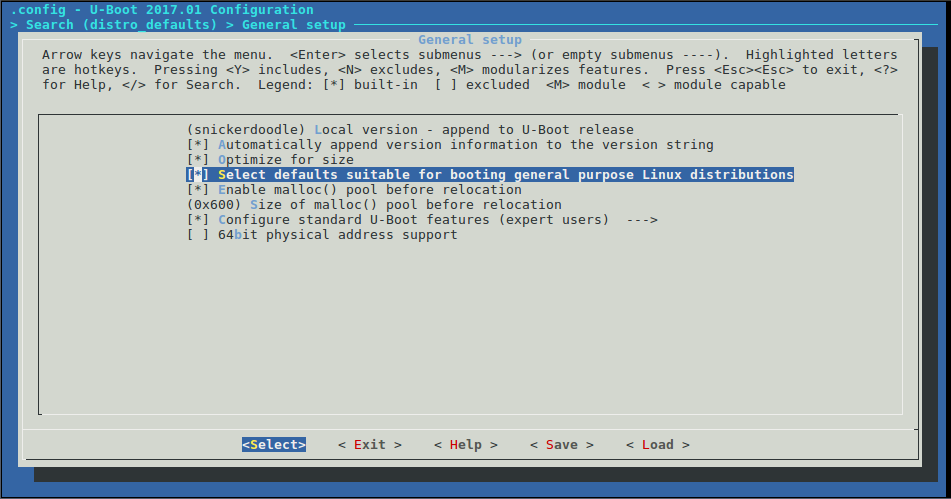 .config - U-Boot 2017.01 Configuration
> Search (distro_defaults) > General setup
General setup
Arrow keys navigate the menu.  <Enter> selects submenus ---> (or empty submenus ----).  Highlighted letters
are hotkeys.  Pressing <Y> includes, <N> excludes, <M> modularizes features.  Press <Esc><Esc> to exit, <?>
for Help, </> for Search.  Legend: [*] built-in  [ ] excluded  <M> module  < > module capable
(snickerdoodle) Local version - append to U-Boot release
[*] Automatically append version information to the version string
[*] Optimize for size
[*] Select defaults suitable for booting general purpose Linux distributions
[*] Enable malloc() pool before relocation
(0x600) Size of malloc() pool before relocation
[*] Configure standard U-Boot features (expert users)  --->
[ ] 64bit physical address support
<Select>    < Exit >    < Help >    < Save >    < Load >